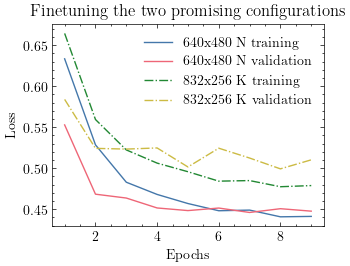 Finetuning the two promising configurations
640x480 N training
640x480 N validation
832x256 K training
832x256 K validation
Loss
0.65
0.60
0.55
0.50
0.45
2 4 6 8
Epochs